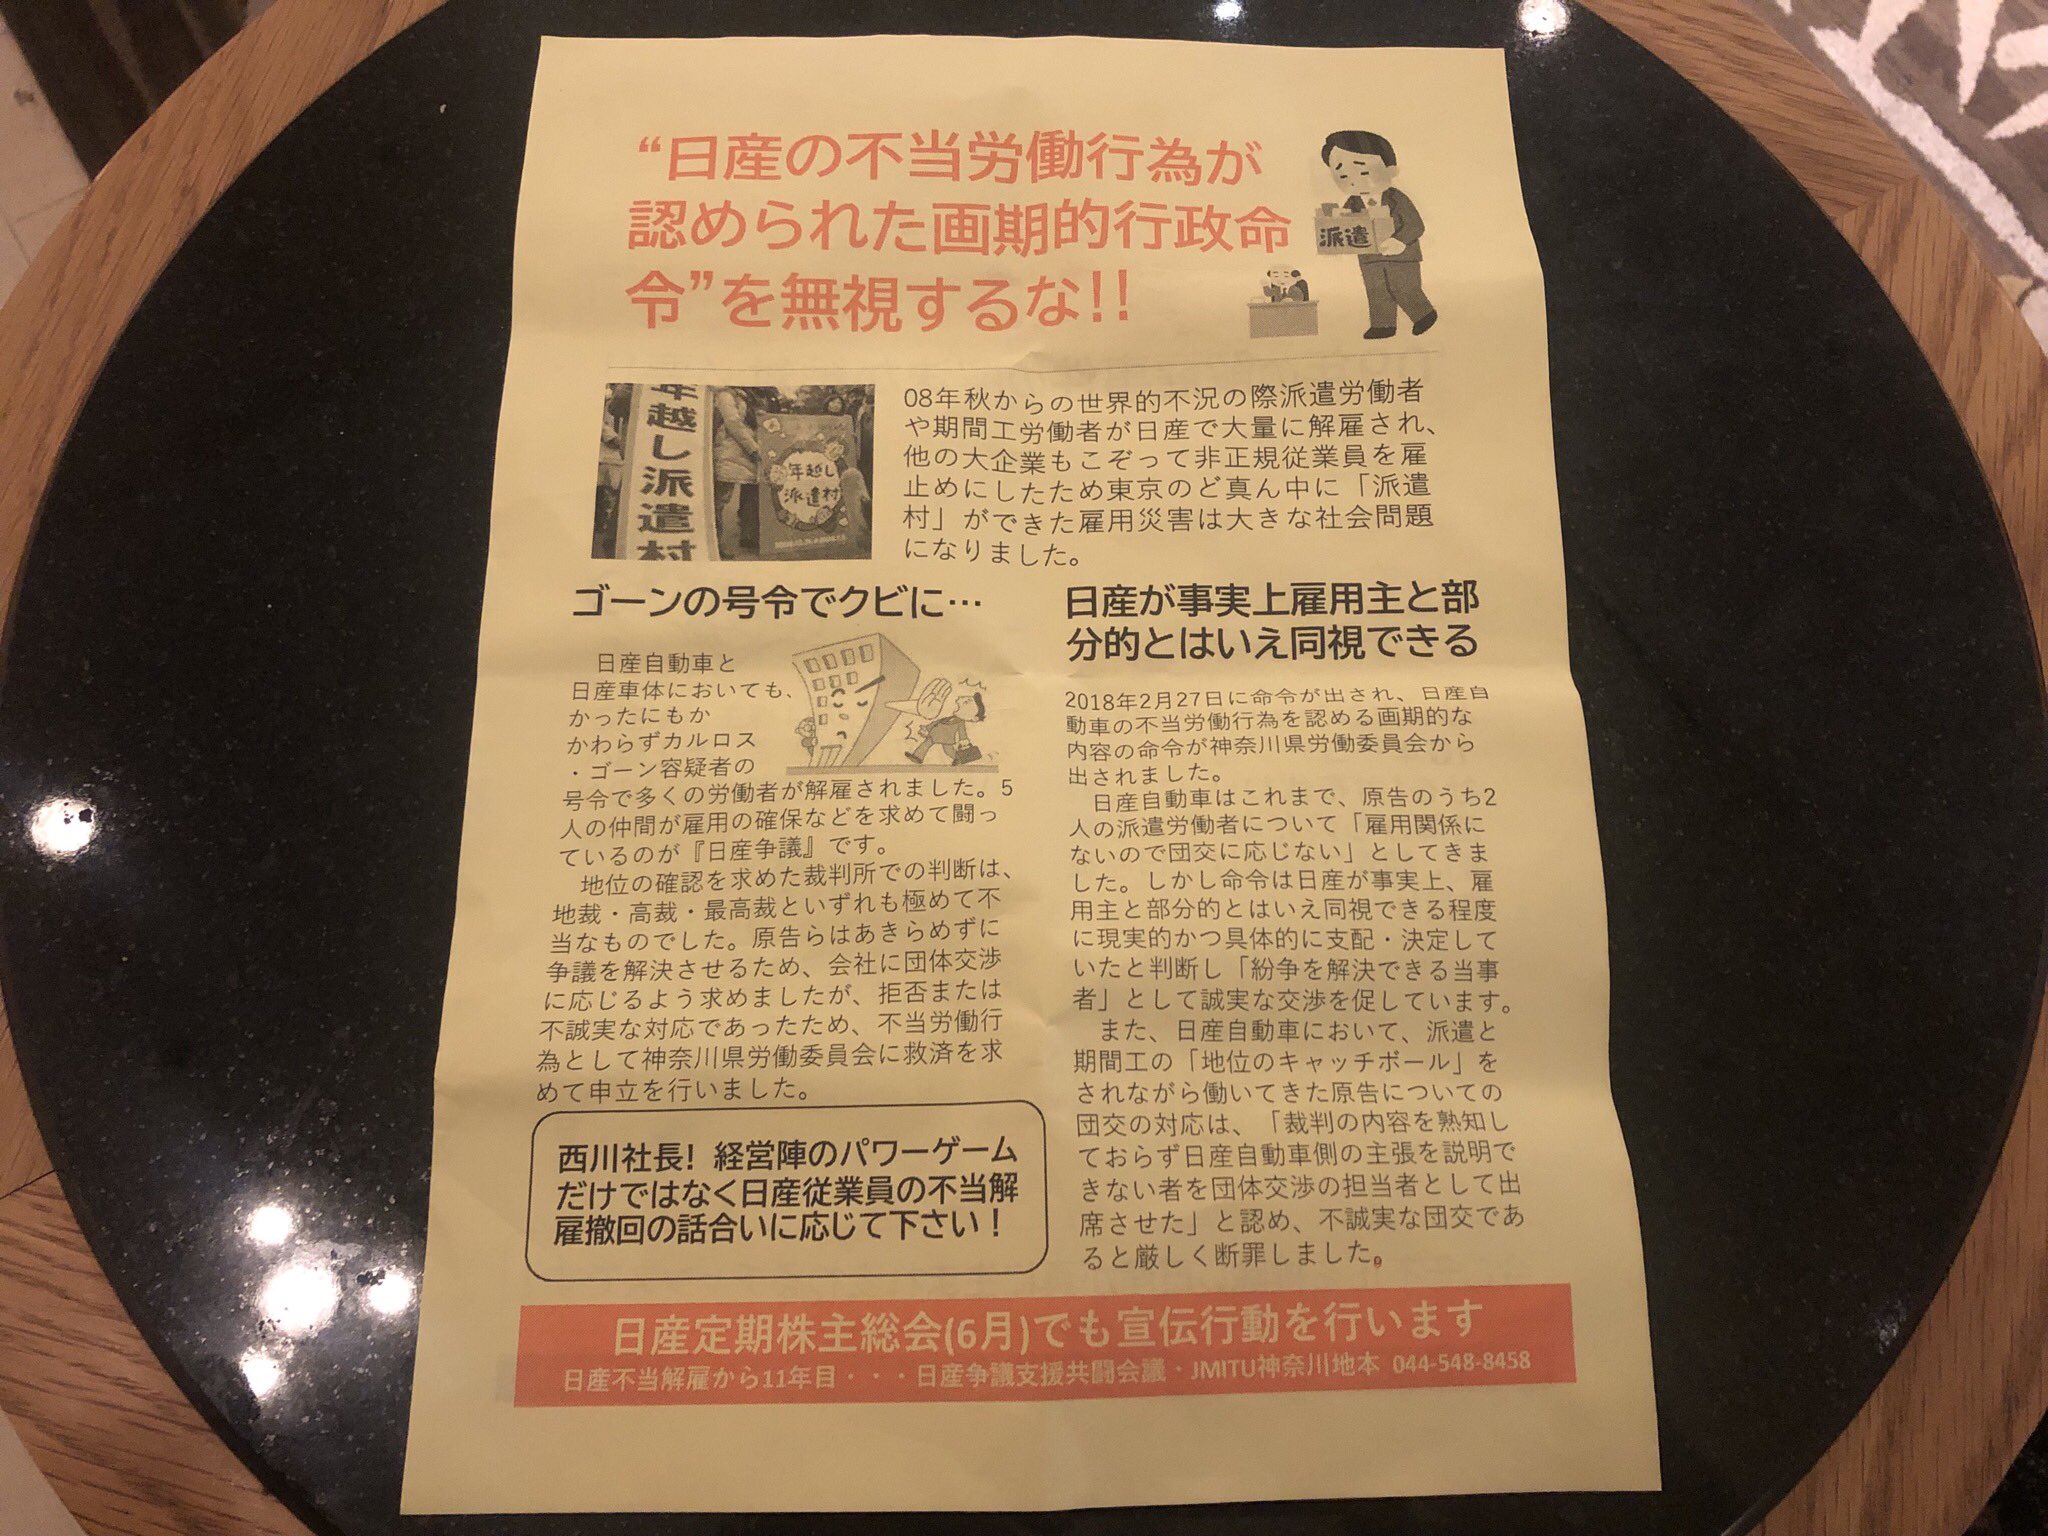 “日産の不当労働行為が
認められた画期的行政命
令”を無視するな!!
派遣
年越し派遣村
年越し
派遣村
08年秋からの世界的不況の際派遣労働者
や期間工労働者が日産で大量に解雇され、
他の大企業もこぞって非正規従業員を雇
止めにしたため東京のど真ん中に「派遣
村」ができた雇用災害は大きな社会問題
になりました。
ゴーンの号令でクビに…
日産自動車と
日産車体においても、
かったにもか
かわらずカルロス
・ゴーン容疑者の
号令で多くの労働者が解雇されました。5
人の仲間が雇用の確保などを求めて闘っ
ているのが『日産争議』です。
地位の確認を求めた裁判所での判断は、
地裁・高裁・最高裁といずれも極めて不
当なものでした。原告らはあきらめずに
争議を解決させるため、会社に団体交渉
に応じるよう求めましたが、拒否または
不誠実な対応であったため、不当労働行
為として神奈川県労働委員会に救済を求
めて申立を行いました。
西川社長！経営陣のパワーゲーム
だけではなく日産従業員の不当解
雇撤回の話合いに応じて下さい！
日産が事実上雇用主と部
分的とはいえ同視できる
2018年2月27日に命令が出され、日産自
動車の不当労働行為を認める画期的な
内容の命令が神奈川県労働委員会から
出されました。
日産自動車はこれまで、原告のうち2
人の派遣労働者について「雇用関係に
ないので団交に応じない」としてきま
した。しかし命令は日産が事実上、雇
用主と部分的とはいえ同視できる程度
に現実的かつ具体的に支配・決定して
いたと判断し「紛争を解決できる当事
者」として誠実な交渉を促しています。
また、日産自動車において、派遣と
期間工の「地位のキャッチボール」を
されながら働いてきた原告についての
団交の対応は、「裁判の内容を熟知し
ておらず日産自動車側の主張を説明で
きない者を団体交渉の担当者として出
席させた」と認め、不誠実な団交であ
ると厳しく断罪しました。
日産定期株主総会(6月)でも宣伝行動を行います
日産不当解雇から11年目・・・日産争議支援共闘会議・JMITU神奈川地本 044-548-8458